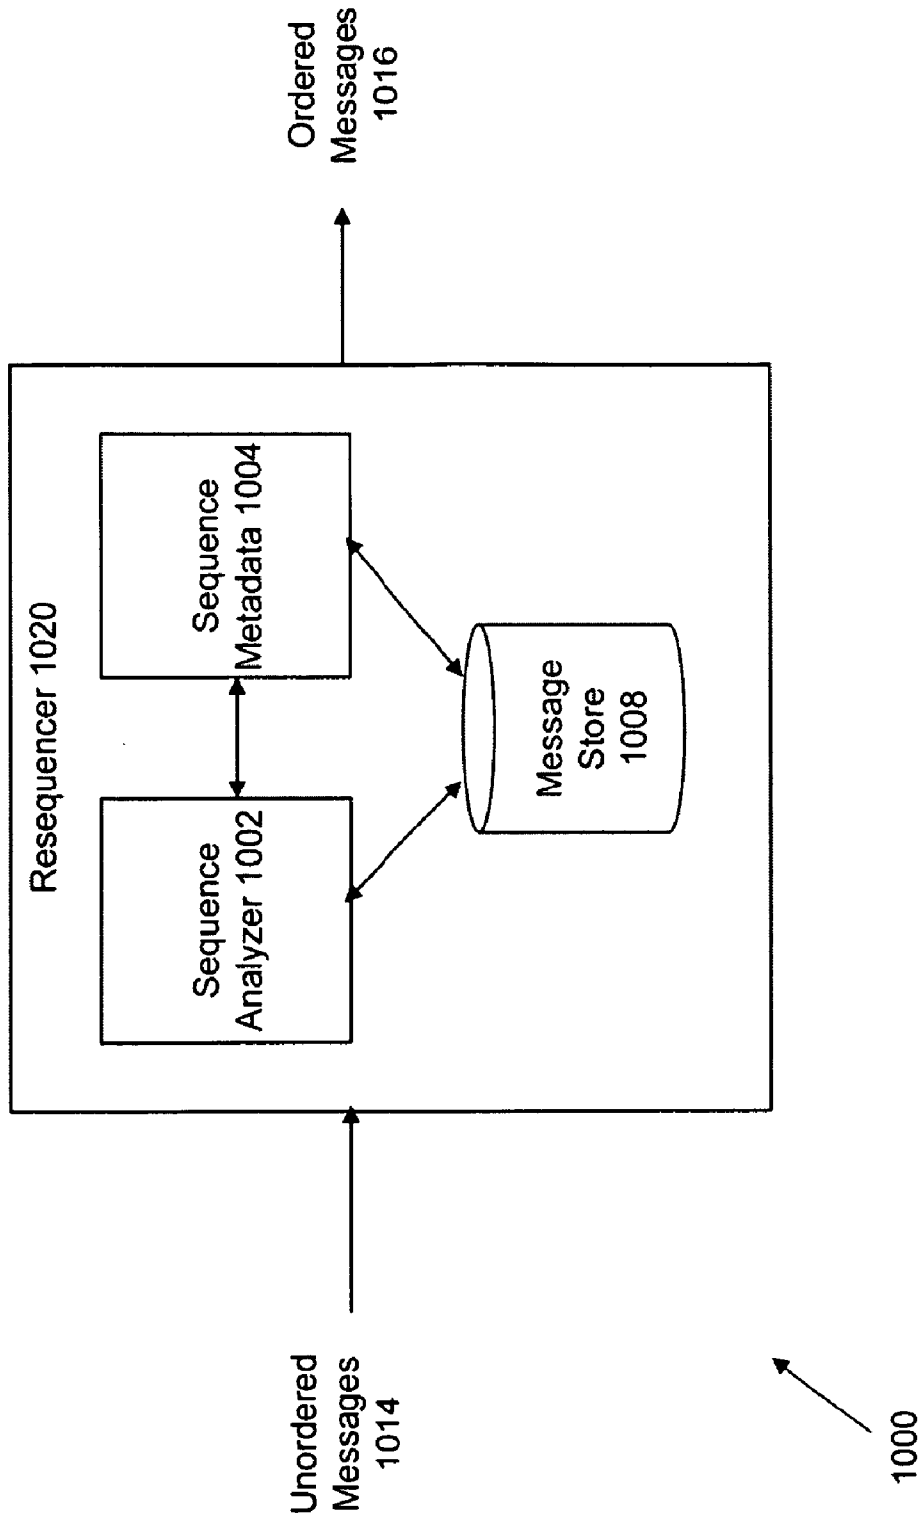 Resequencer 1020
Unordered
Messages
1014
Sequence
Analyzer 1002
Sequence
Metadata 1004
Message
Store
1008
Ordered
Messages
1016
1000